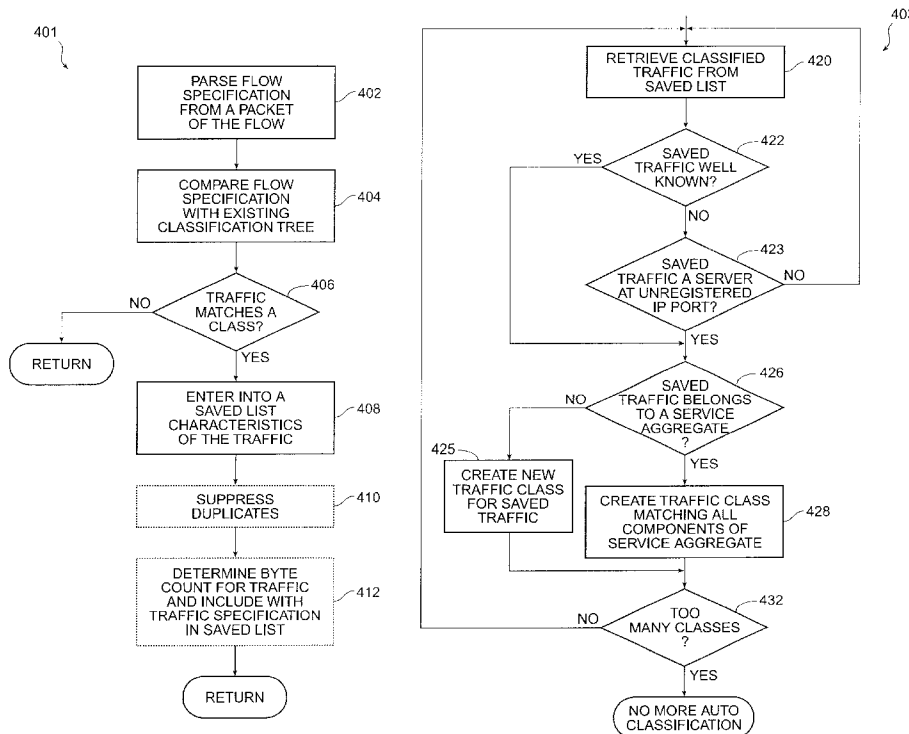 401
PARSE FLOW
SPECIFICATION
FROM A PACKET
OF THE FLOW
402
COMPARE FLOW
SPECIFICATION
WITH EXISTING
CLASSIFICATION TREE
404
TRAFFIC
MATCHES A
CLASS?
406
NO
RETURN
YES
ENTER INTO A
SAVED LIST
CHARACTERISTICS
OF THE TRAFFIC
408
SUPPRESS
DUPLICATES
410
DETERMINE BYTE
COUNT FOR TRAFFIC
AND INCLUDE WITH
TRAFFIC SPECIFICATION
IN SAVED LIST
412
RETURN
403
RETRIEVE CLASSIFIED
TRAFFIC FROM
SAVED LIST
420
SAVED
TRAFFIC WELL
KNOWN?
422
YES
NO
SAVED
TRAFFIC A SERVER
AT UNREGISTERED
IP PORT?
423
NO
YES
SAVED
TRAFFIC BELONGS
TO A SERVICE
AGGREGATE
?
426
NO
YES
425
CREATE NEW
TRAFFIC CLASS
FOR SAVED
TRAFFIC
CREATE TRAFFIC CLASS
MATCHING ALL
COMPONENTS OF
SERVICE AGGREGATE
428
TOO
MANY CLASSES
?
432
NO
YES
NO MORE AUTO
CLASSIFICATION